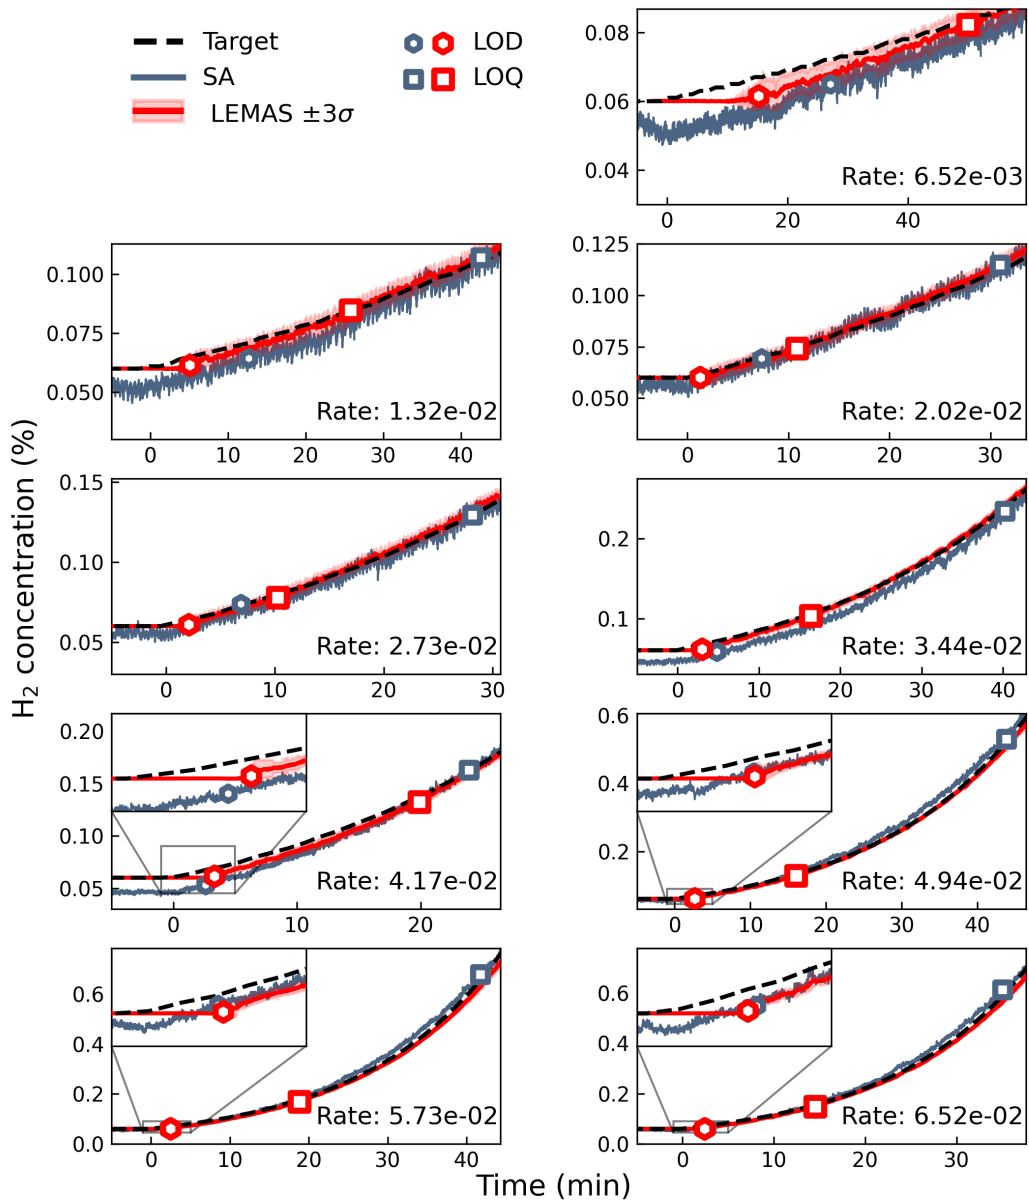 Target
SA
LEMAS ±3σ
LOD
LOQ
0.08
0.06
0.04
Rate: 6.52e-03
0 20 40
0.100
0.075
0.050
Rate: 1.32e-02
0 10 20 30 40
0.125
0.100
0.075
0.050
Rate: 2.02e-02
0 10 20 30
H₂ concentration (%)
0.15
0.10
0.05
Rate: 2.73e-02
0 10 20 30
0.2
0.1
Rate: 3.44e-02
0 10 20 30 40
0.20
0.15
0.10
0.05
Rate: 4.17e-02
0 10 20
0.6
0.4
0.2
Rate: 4.94e-02
0 10 20 30 40
0.6
0.4
0.2
0.0
Rate: 5.73e-02
0 10 20 30 40
0.6
0.4
0.2
0.0
Rate: 6.52e-02
0 10 20 30
Time (min)